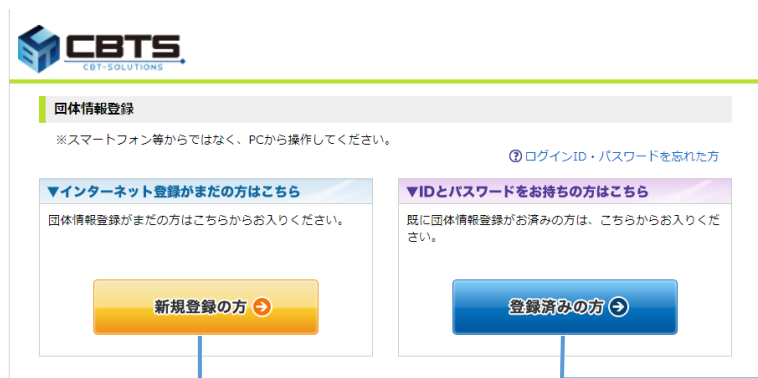 CBTS
CBT-SOLUTIONS
団体情報登録
※スマートフォン等からではなく、PCから操作してください。
?ログインID・パスワードを忘れた方
▼インターネット登録がまだの方はこちら
団体情報登録がまだの方はこちらからお入りください。
新規登録の方
▼IDとパスワードをお持ちの方はこちら
既に団体情報登録がお済みの方は、こちらからお入りくだ
さい。
登録済みの方